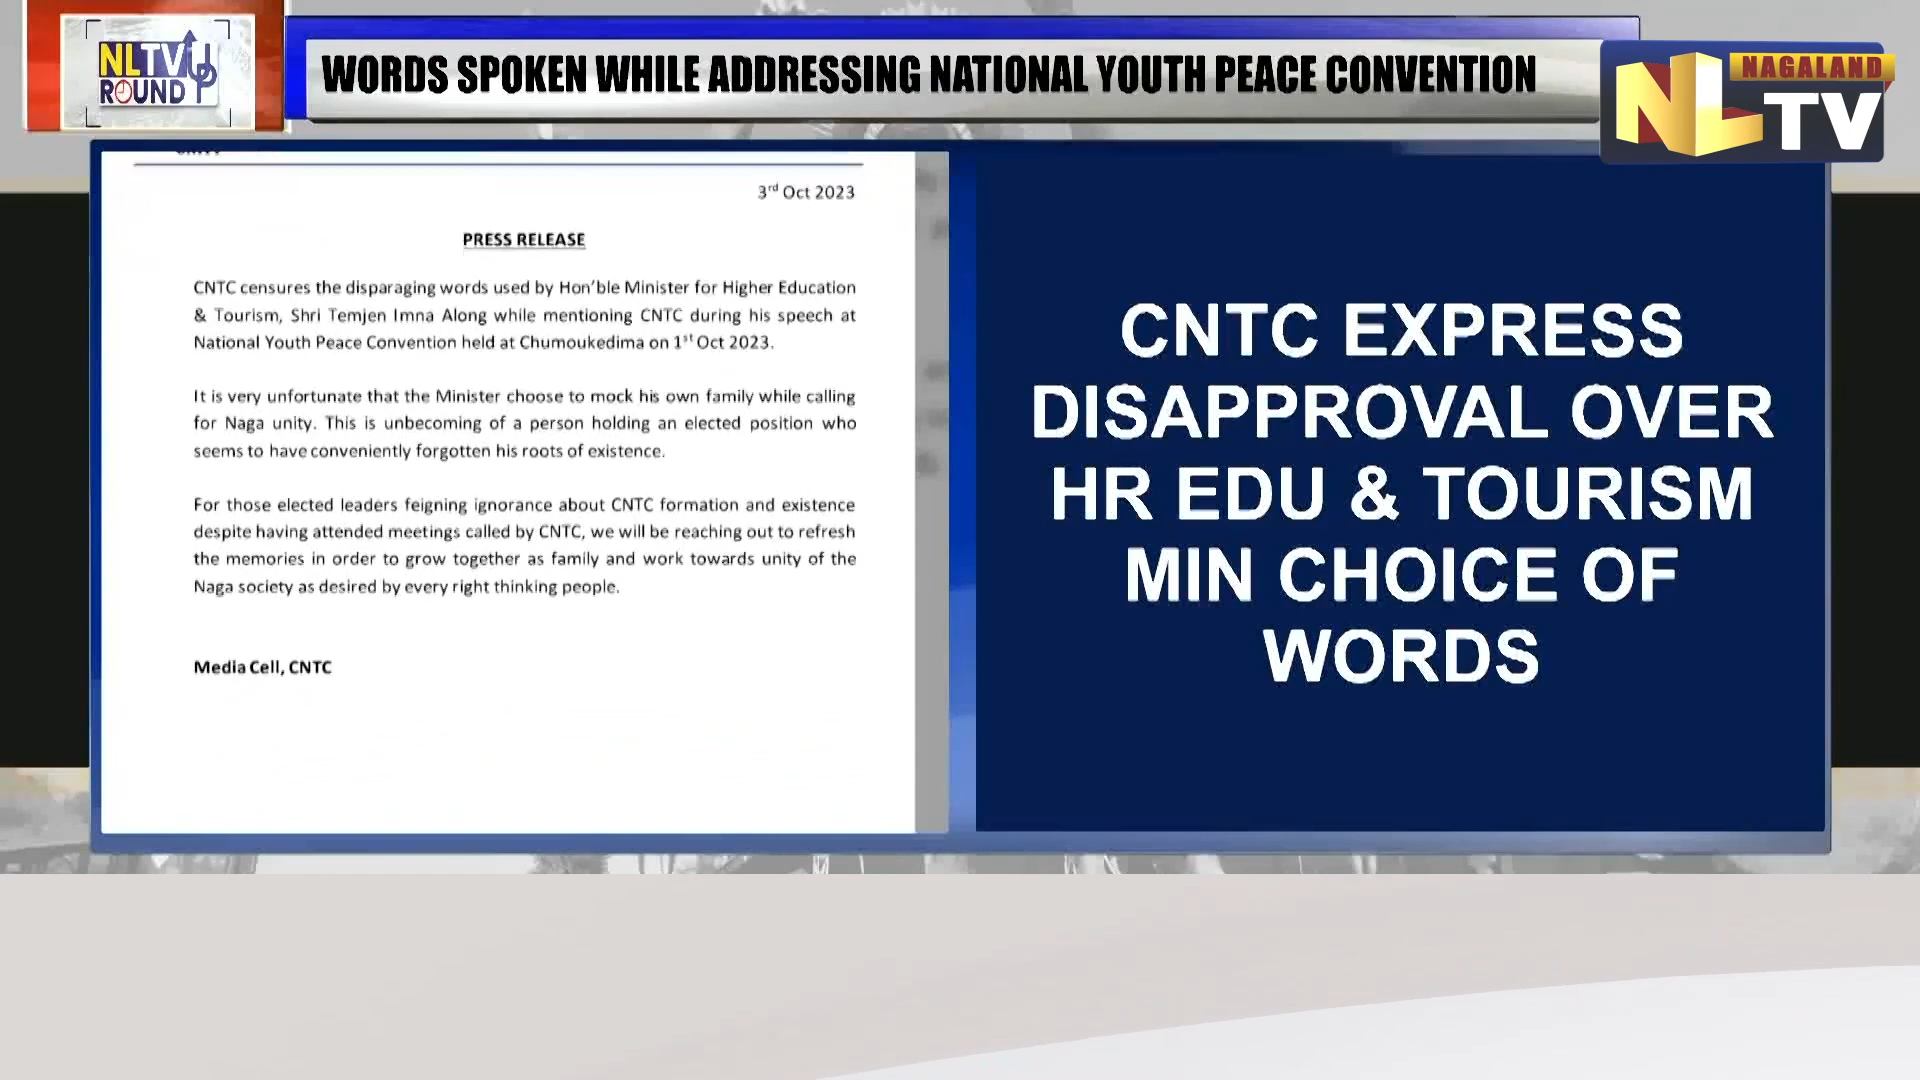 NLTV UP
ROUND
WORDS SPOKEN WHILE ADDRESSING NATIONAL YOUTH PEACE CONVENTION
NAGALAND
NL TV
3rd Oct 2023
PRESS RELEASE
CNTC censures the disparaging words used by Hon'ble Minister for Higher Education
& Tourism, Shri Temjen Imna Along while mentioning CNTC during his speech at
National Youth Peace Convention held at Chumoukedima on 1st Oct 2023.
It is very unfortunate that the Minister choose to mock his own family while calling
for Naga unity. This is unbecoming of a person holding an elected position who
seems to have conveniently forgotten his roots of existence.
For those elected leaders feigning ignorance about CNTC formation and existence
despite having attended meetings called by CNTC, we will be reaching out to refresh
the memories in order to grow together as family and work towards unity of the
Naga society as desired by every right thinking people.
Media Cell, CNTC
CNTC EXPRESS
DISAPPROVAL OVER
HR EDU & TOURISM
MIN CHOICE OF
WORDS